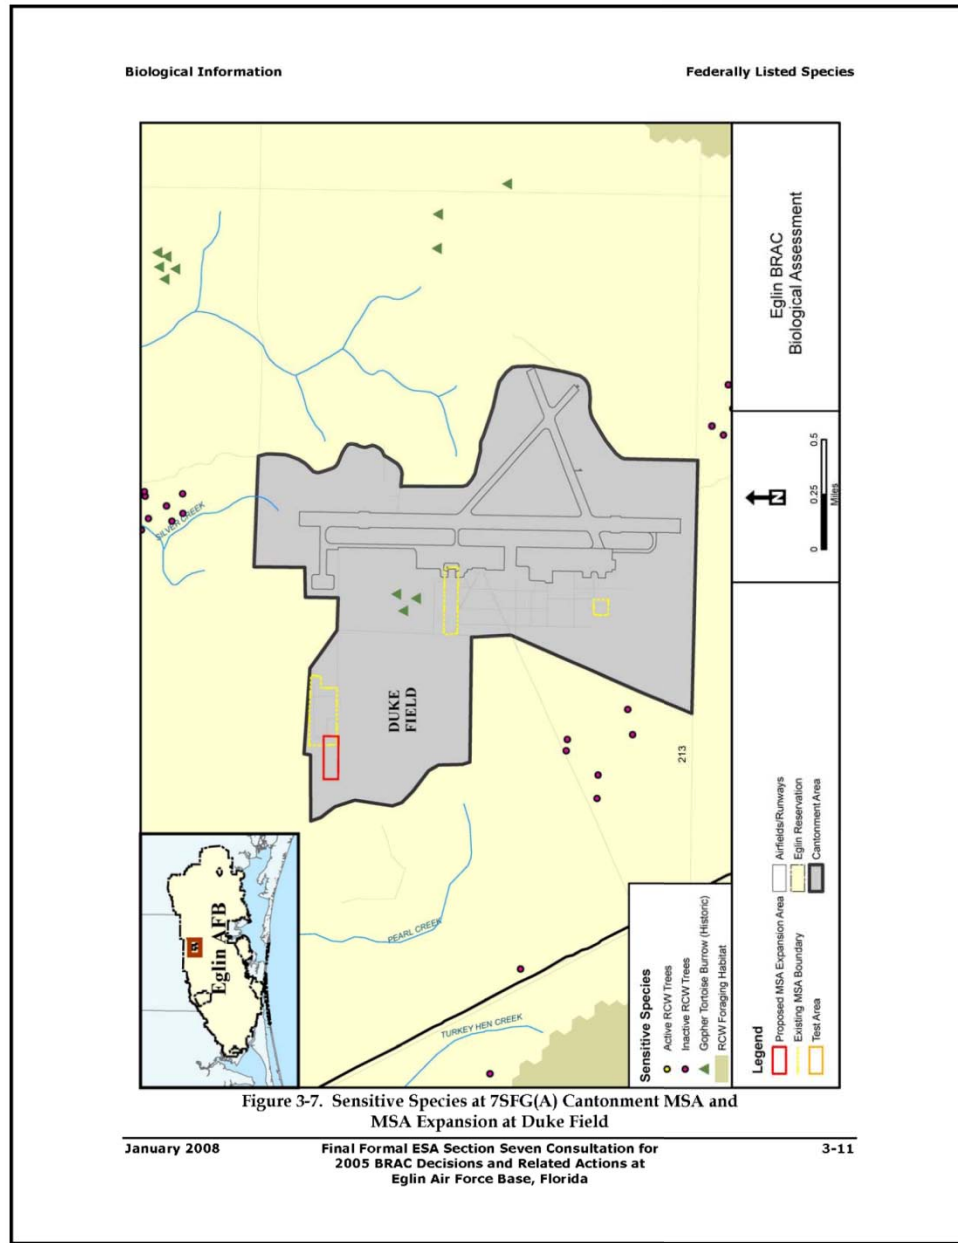 Biological Information
Federally Listed Species
SILVER CREEK
DUKE
FIELD
Eglin AFB
PEARL CREEK
TURKEY HEN CREEK
213
Sensitive Species
Active RCW Trees
Inactive RCW Trees
Gopher Tortoise Burrow (Historic)
RCW Foraging Habitat
Legend
Proposed MSA Expansion Area
Existing MSA Boundary
Test Area
Airfields/Runways
Eglin Reservation
Cantonment Area
N
0 0.25 0.5
Miles
Eglin BRAC
Biological Assessment
Figure 3-7. Sensitive Species at 7SFG(A) Cantonment MSA and
MSA Expansion at Duke Field
January 2008
Final Formal ESA Section Seven Consultation for
2005 BRAC Decisions and Related Actions at
Eglin Air Force Base, Florida
3-11